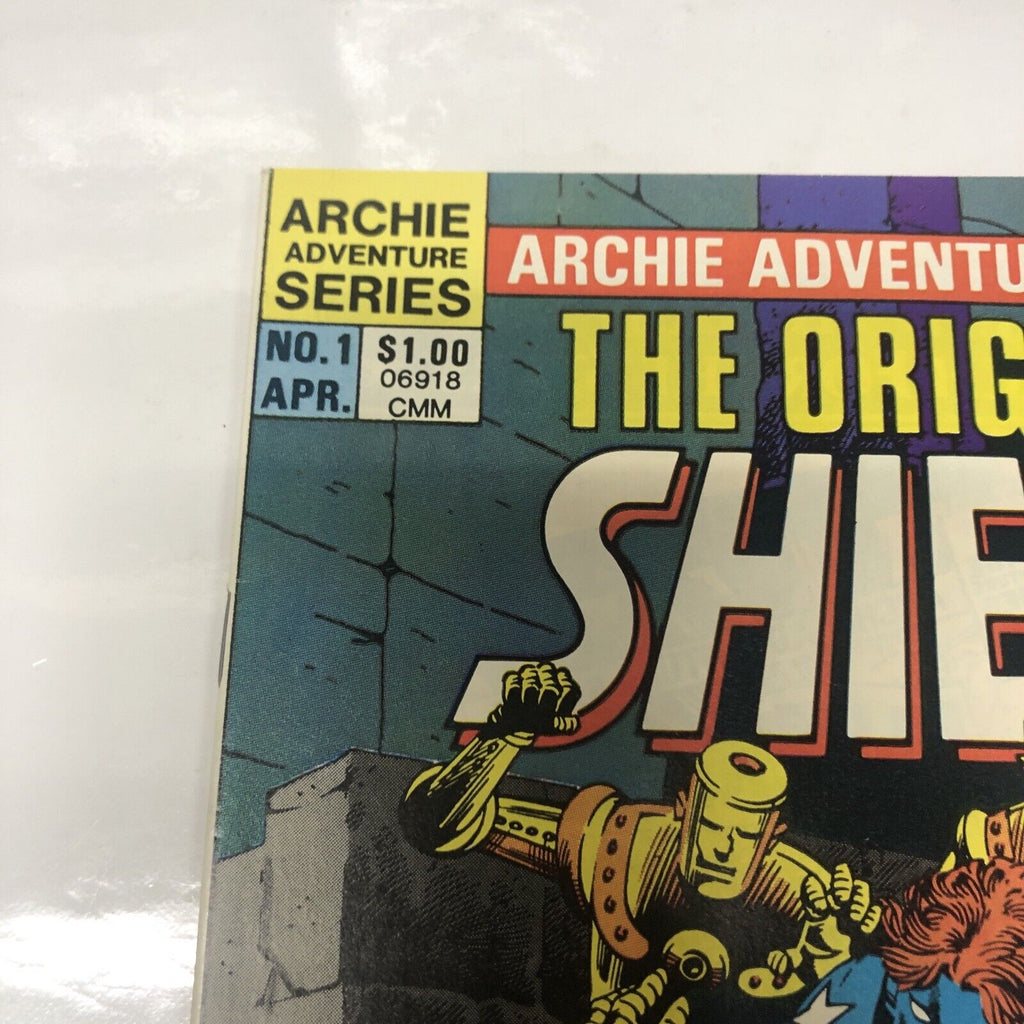 ARCHIE
ADVENTURE
SERIES
NO. 1
APR.
$1.00
06918
CMM
ARCHIE ADVENTU
THE ORIG
SHIE